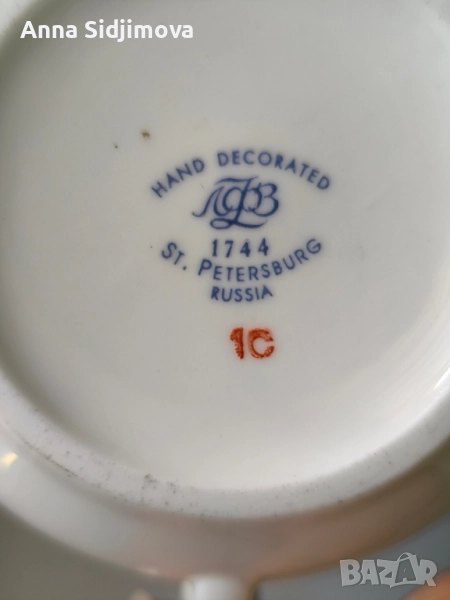 Anna Sidjimova
HAND DECORATED
ЛФЗ
1744
ST. PETERSBURG
RUSSIA
1C
BAZAR